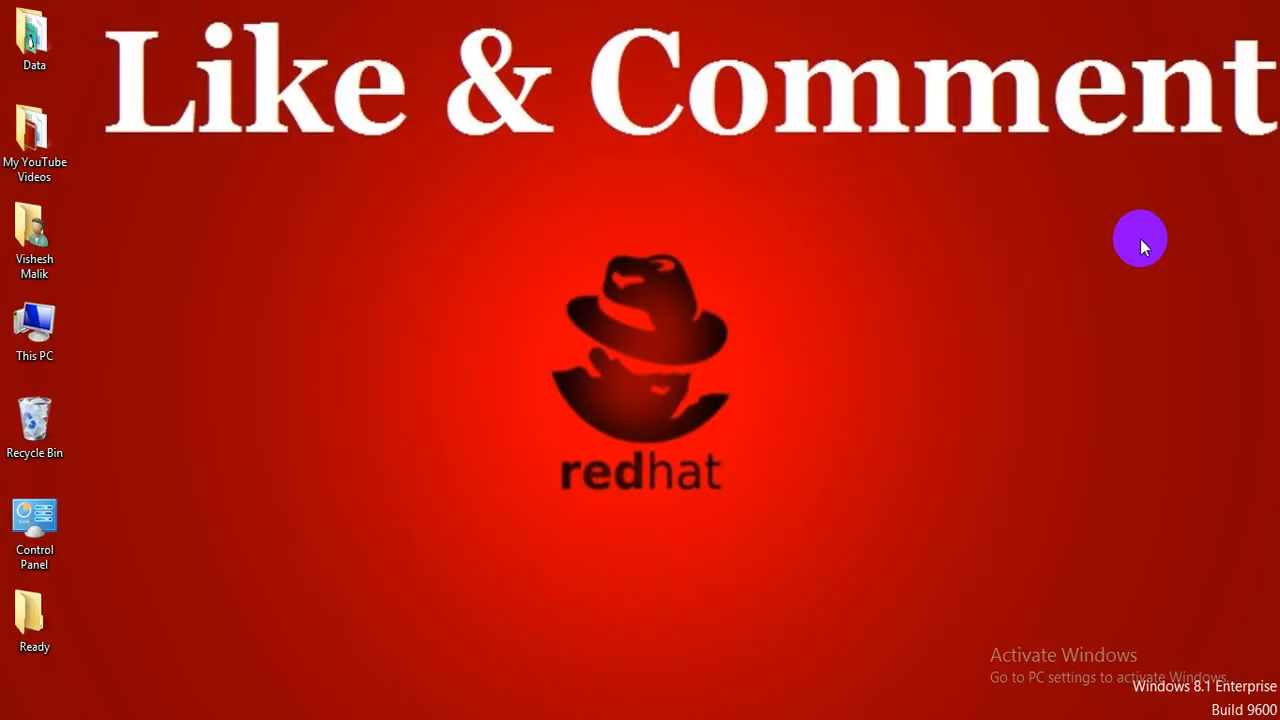 Like & Comment
Data
My YouTube
Videos
Vishesh
Malik
This PC
Recycle Bin
Control
Panel
Ready
redhat
Activate Windows
Go to PC settings to activate Windows.
Windows 8.1 Enterprise
Build 9600